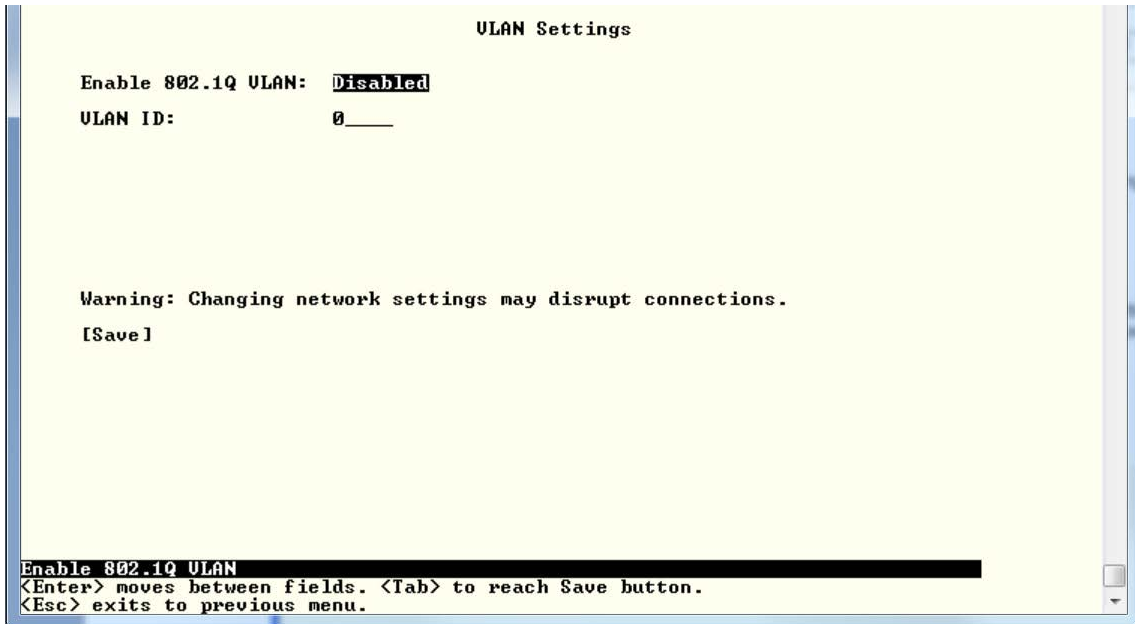 VLAN Settings
Enable 802.1Q VLAN: Disabled
VLAN ID: 0____
Warning: Changing network settings may disrupt connections.
[Save]
Enable 802.1Q VLAN
<Enter> moves between fields. <Tab> to reach Save button.
<Esc> exits to previous menu.